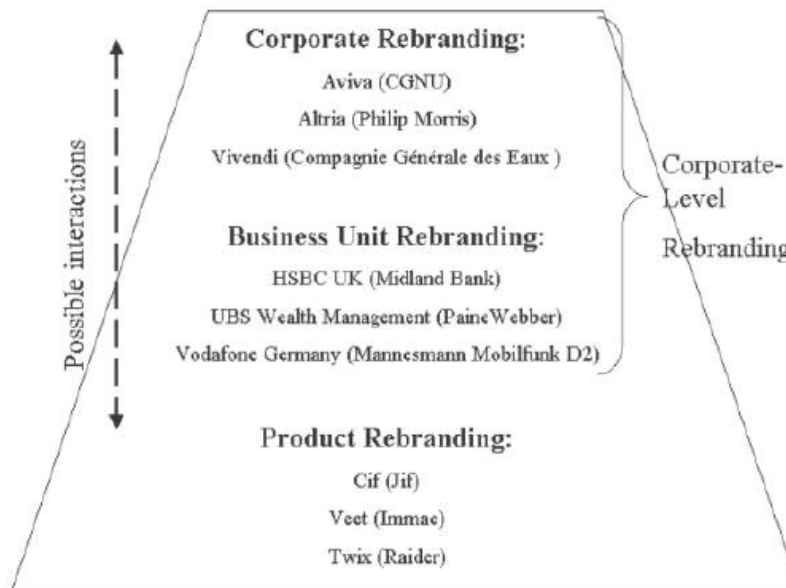 Corporate Rebranding:
Aviva (CGNU)
Altria (Philip Morris)
Vivendi (Compagnie Générale des Eaux )
Business Unit Rebranding:
HSBC UK (Midland Bank)
UBS Wealth Management (PaineWebber)
Vodafone Germany (Mannesmann Mobilfunk D2)
Product Rebranding:
Cif (Jif)
Veet (Immac)
Twix (Raider)
Possible interactions
Corporate-
Level
Rebranding